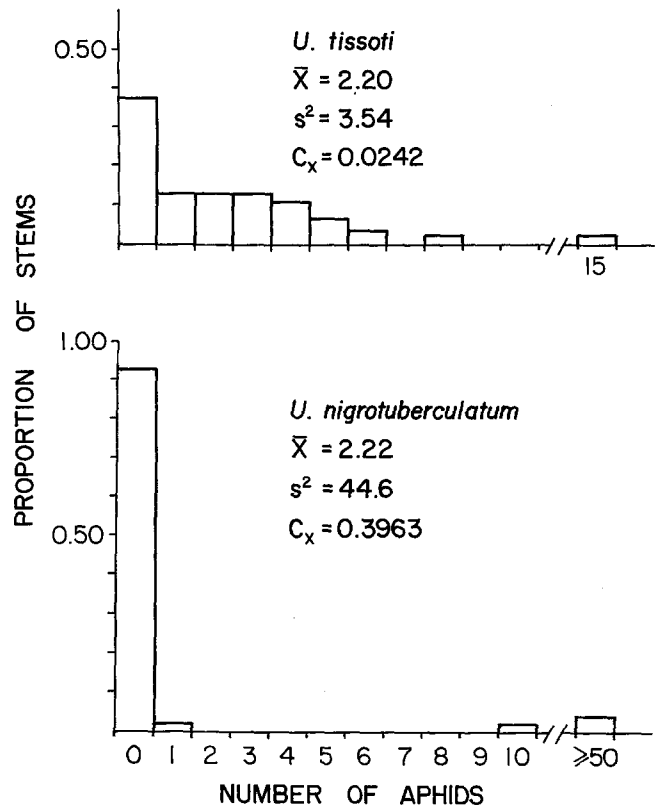 0.50
U. tissoti
X̄ = 2.20
s² = 3.54
Cₓ = 0.0242
15
PROPORTION OF STEMS
1.00
U. nigrotuberculatum
X̄ = 2.22
s² = 44.6
0.50
Cₓ = 0.3963
0 1 2 3 4 5 6 7 8 9 10 ≥50
NUMBER OF APHIDS